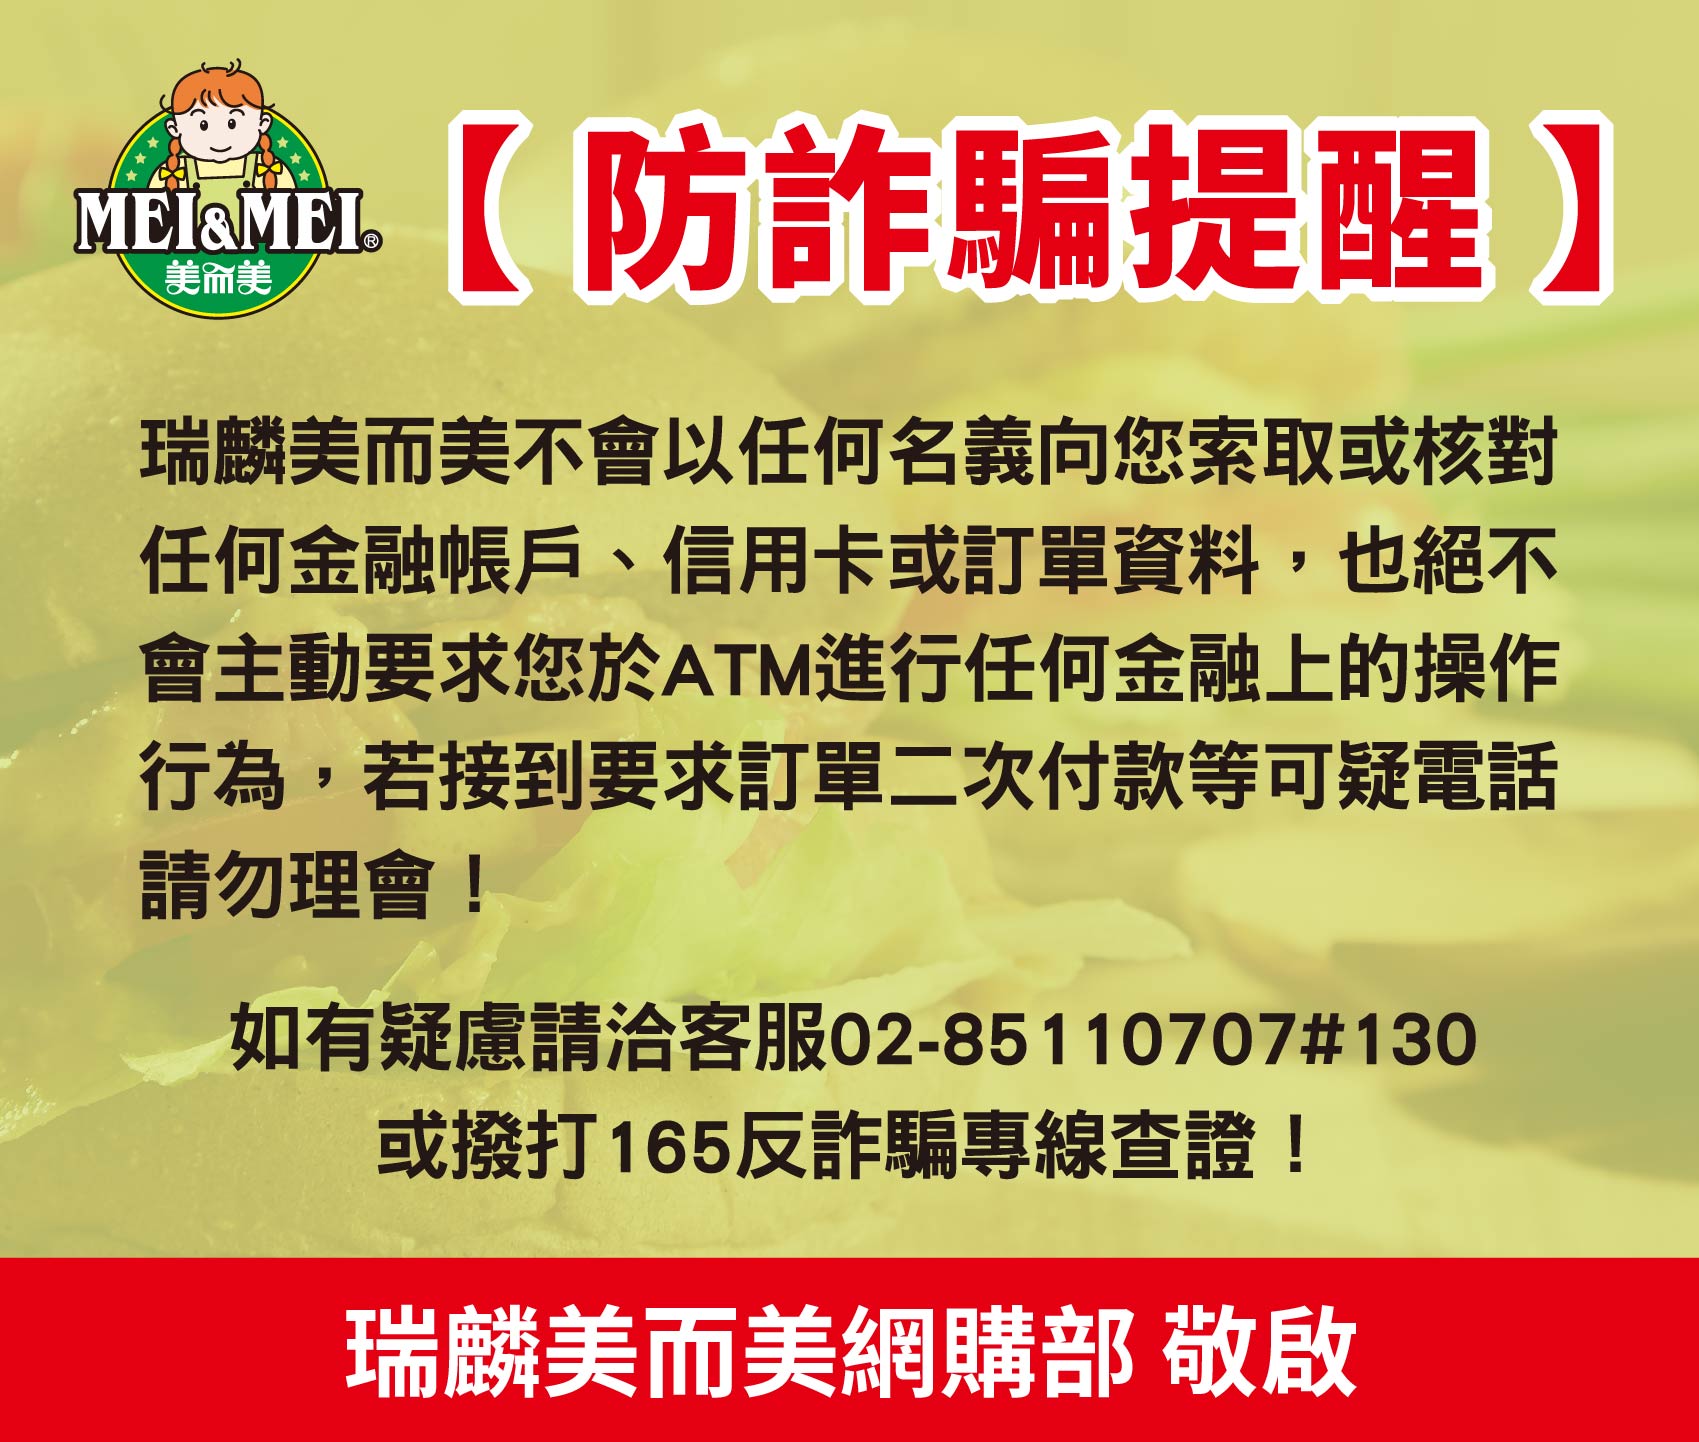 MEI&MEI®
美而美
【防詐騙提醒】
瑞麟美而美不會以任何名義向您索取或核對
任何金融帳戶、信用卡或訂單資料，也絕不
會主動要求您於ATM進行任何金融上的操作
行為，若接到要求訂單二次付款等可疑電話
請勿理會！
如有疑慮請洽客服02-85110707#130
或撥打165反詐騙專線查證！
瑞麟美而美網購部 敬啟